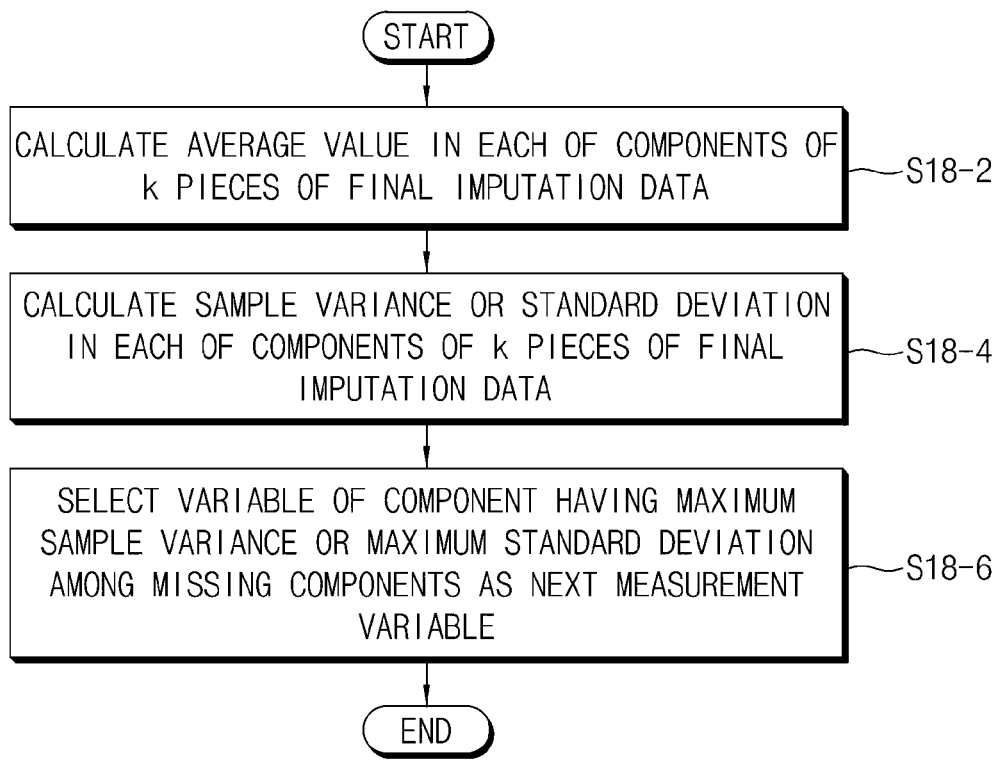 START
CALCULATE AVERAGE VALUE IN EACH OF COMPONENTS OF
k PIECES OF FINAL IMPUTATION DATA
S18-2
CALCULATE SAMPLE VARIANCE OR STANDARD DEVIATION
IN EACH OF COMPONENTS OF k PIECES OF FINAL
IMPUTATION DATA
S18-4
SELECT VARIABLE OF COMPONENT HAVING MAXIMUM
SAMPLE VARIANCE OR MAXIMUM STANDARD DEVIATION
AMONG MISSING COMPONENTS AS NEXT MEASUREMENT
VARIABLE
S18-6
END